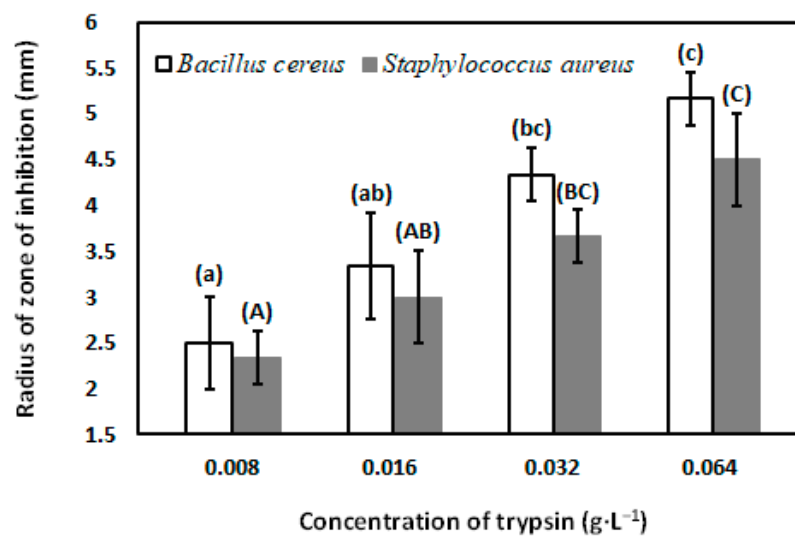 Radius of zone of inhibition (mm)
6
5.5
5
4.5
4
3.5
3
2.5
2
1.5
Bacillus cereus Staphylococcus aureus
(a)
(A)
(ab)
(AB)
(bc)
(BC)
(c)
(C)
0.008 0.016 0.032 0.064
Concentration of trypsin (g·L⁻¹)